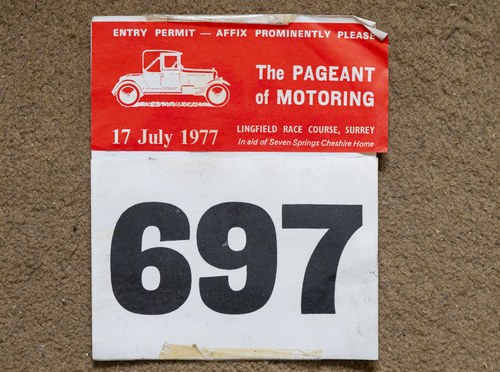 ENTRY PERMIT — AFFIX PROMINENTLY PLEASE
The PAGEANT
of MOTORING
17 July 1977
LINGFIELD RACE COURSE, SURREY
In aid of Seven Springs Cheshire Home
697